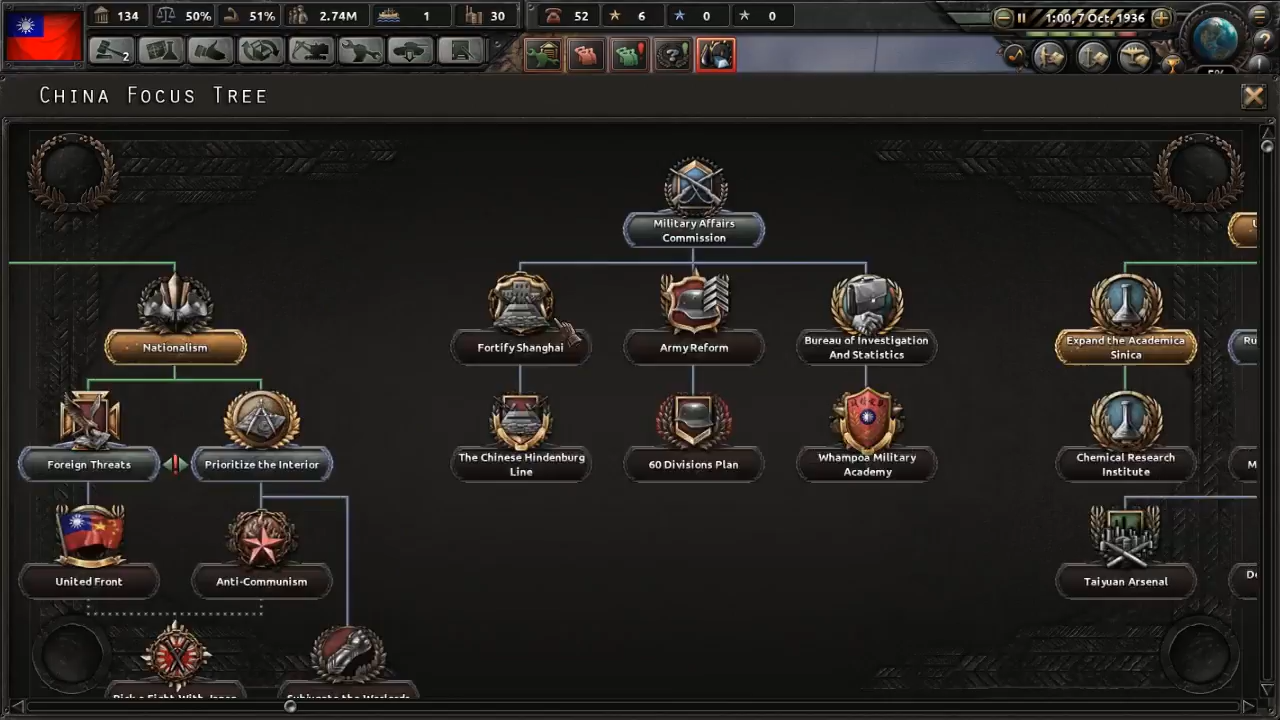 134
50%
51%
2.74M
1
30
52
6
0
0
1:00, 7 Oct, 1936
2
CHINA FOCUS TREE
Military Affairs
Commission
Nationalism
Fortify Shanghai
Army Reform
Bureau of Investigation
And Statistics
Expand the Academica
Sinica
Foreign Threats
Prioritize the Interior
The Chinese Hindenburg
Line
60 Divisions Plan
Whampoa Military
Academy
Chemical Research
Institute
United Front
Anti-Communism
Taiyuan Arsenal